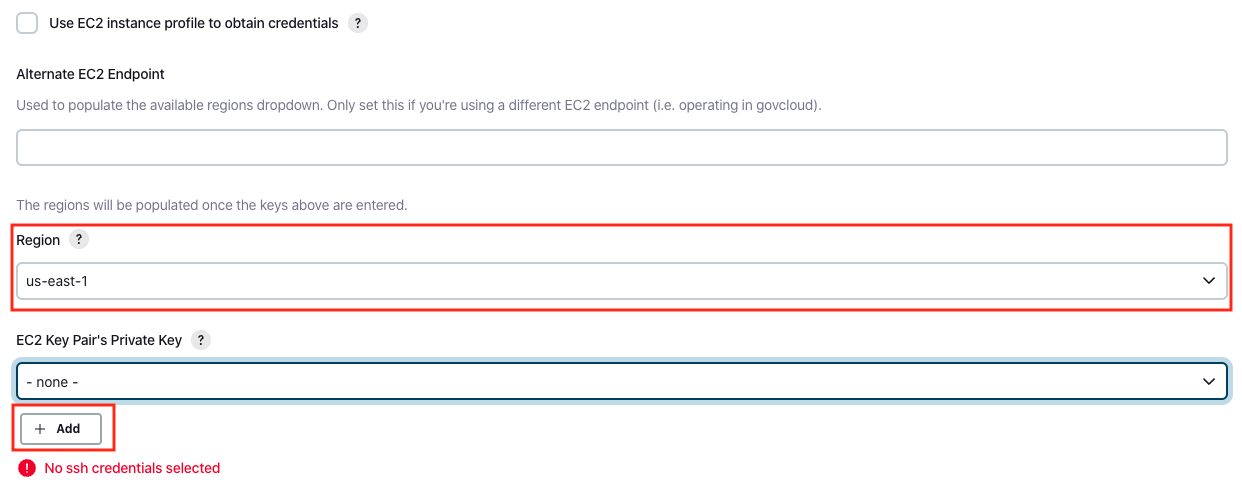 Use EC2 instance profile to obtain credentials ?
Alternate EC2 Endpoint
Used to populate the available regions dropdown. Only set this if you're using a different EC2 endpoint (i.e. operating in govcloud).
The regions will be populated once the keys above are entered.
Region ?
us-east-1
EC2 Key Pair's Private Key ?
- none -
+ Add
! No ssh credentials selected